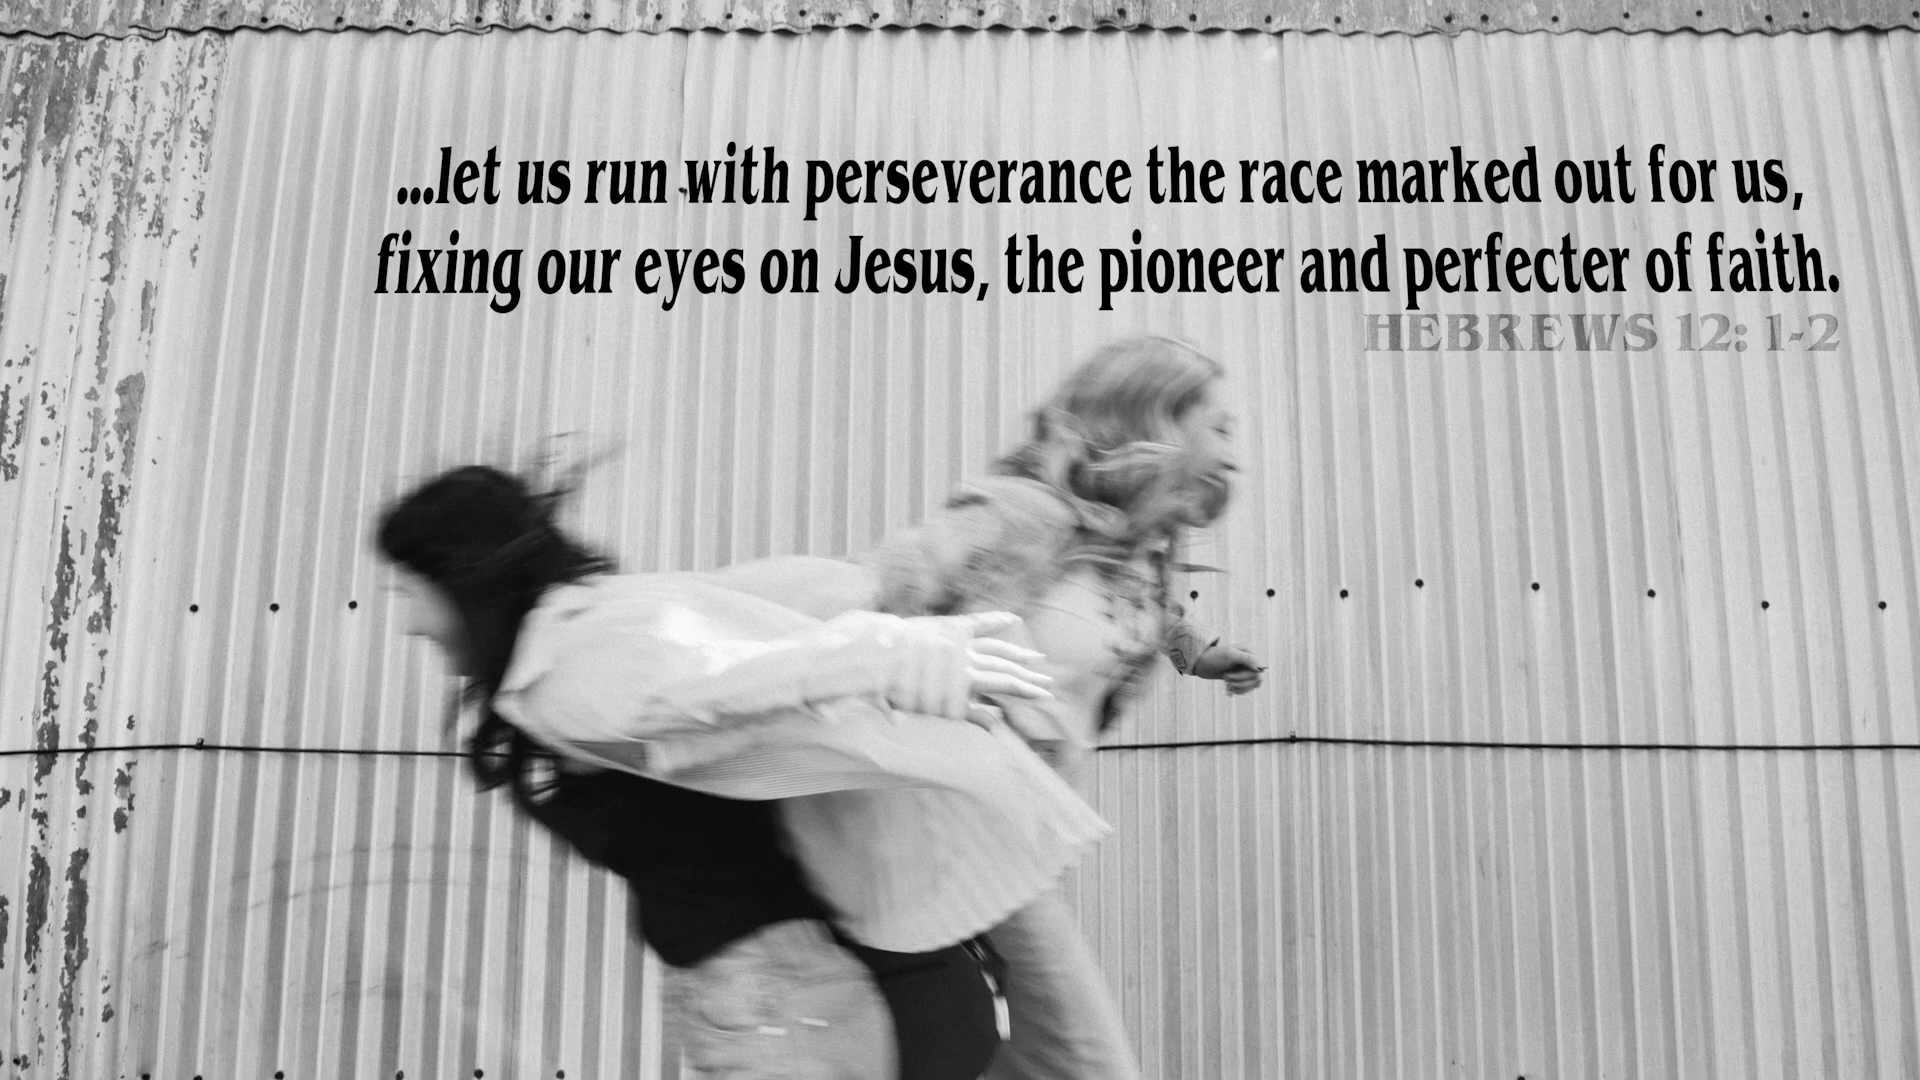 ...let us run with perseverance the race marked out for us,
fixing our eyes on Jesus, the pioneer and perfecter of faith.
HEBREWS 12: 1-2